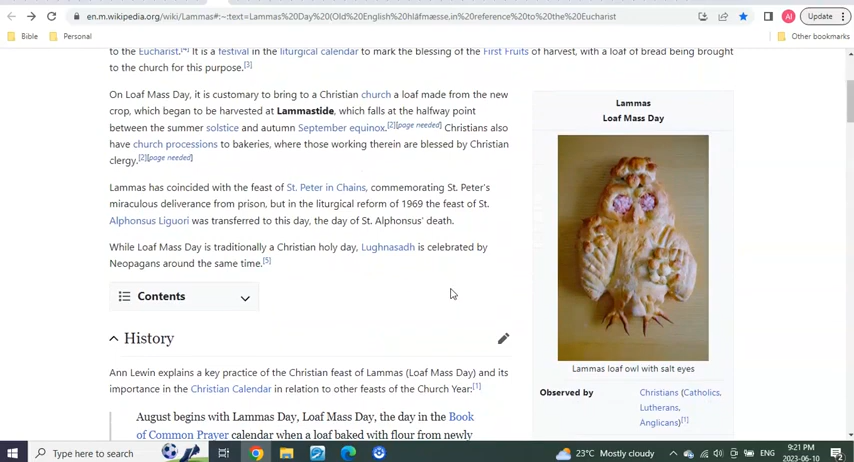 en.m.wikipedia.org/wiki/Lammas#:~:text=Lammas%20Day%20(Old%20English%20hlāfmæsse,in%20reference%20to%20the%20Eucharist
Update
Bible
Personal
Other bookmarks
to the Eucharist.[4] It is a festival in the liturgical calendar to mark the blessing of the First Fruits of harvest, with a loaf of bread being brought
to the church for this purpose.[3]
On Loaf Mass Day, it is customary to bring to a Christian church a loaf made from the new
crop, which began to be harvested at Lammastide, which falls at the halfway point
between the summer solstice and autumn September equinox.[2][page needed] Christians also
have church processions to bakeries, where those working therein are blessed by Christian
clergy.[2][page needed]
Lammas has coincided with the feast of St. Peter in Chains, commemorating St. Peter's
miraculous deliverance from prison, but in the liturgical reform of 1969 the feast of St.
Alphonsus Liguori was transferred to this day, the day of St. Alphonsus' death.
While Loaf Mass Day is traditionally a Christian holy day, Lughnasadh is celebrated by
Neopagans around the same time.[5]
Contents
History
Ann Lewin explains a key practice of the Christian feast of Lammas (Loaf Mass Day) and its
importance in the Christian Calendar in relation to other feasts of the Church Year:[1]
August begins with Lammas Day, Loaf Mass Day, the day in the Book
of Common Prayer calendar when a loaf baked with flour from newly
Lammas
Loaf Mass Day
Lammas loaf owl with salt eyes
Observed by
Christians (Catholics,
Lutherans,
Anglicans)[1]
Type here to search
23°C Mostly cloudy
ENG
9:21 PM
2023-06-10
2
AI